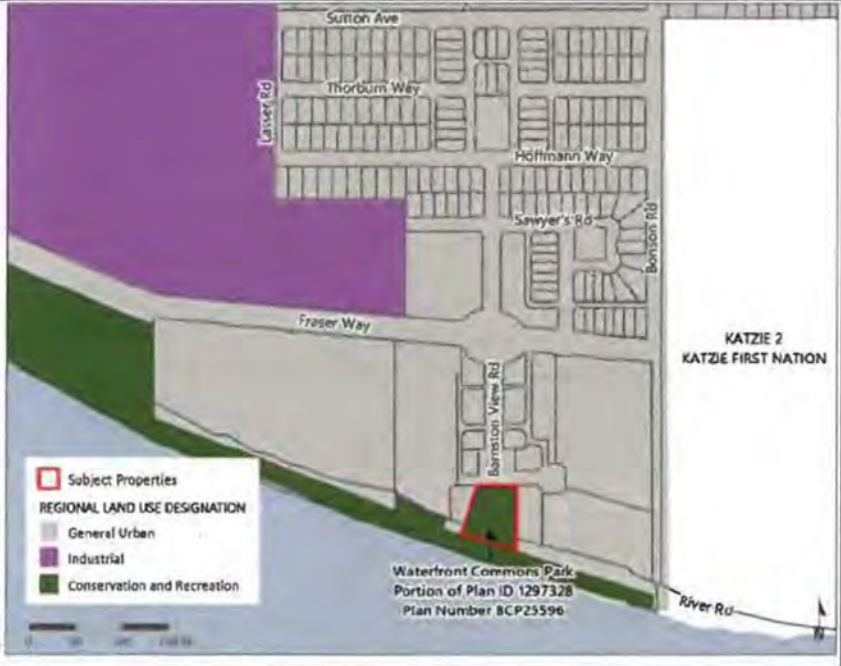 Sutton Ave
Lasser Rd
Thorburn Way
Hoffmann Way
Sawyer's Rd
Bonson Rd
Fraser Way
KATZIE 2
KATZIE FIRST NATION
Barnston View Rd
Subject Properties
REGIONAL LAND USE DESIGNATION
General Urban
Industrial
Conservation and Recreation
Waterfront Commons Park
Portion of Plan ID 1297328
Plan Number BCP25596
River Rd
0
N